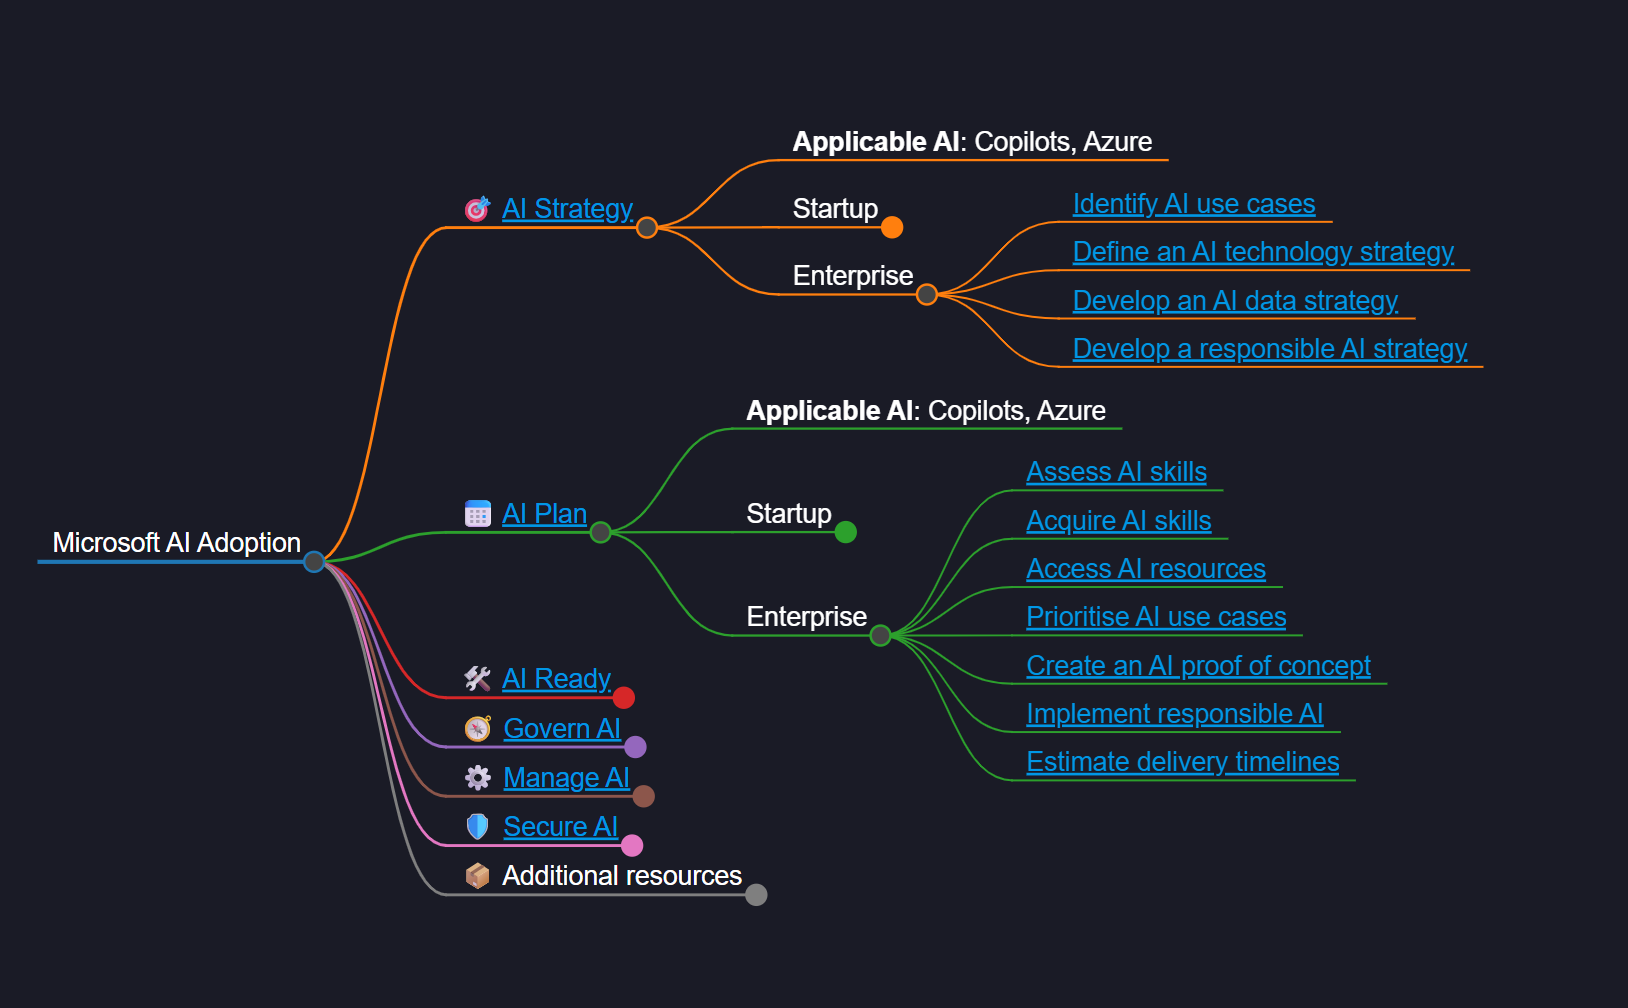 Microsoft AI Adoption
AI Strategy
Applicable AI: Copilots, Azure
Startup
Enterprise
Identify AI use cases
Define an AI technology strategy
Develop an AI data strategy
Develop a responsible AI strategy
AI Plan
Applicable AI: Copilots, Azure
Startup
Enterprise
Assess AI skills
Acquire AI skills
Access AI resources
Prioritise AI use cases
Create an AI proof of concept
Implement responsible AI
Estimate delivery timelines
AI Ready
Govern AI
Manage AI
Secure AI
Additional resources